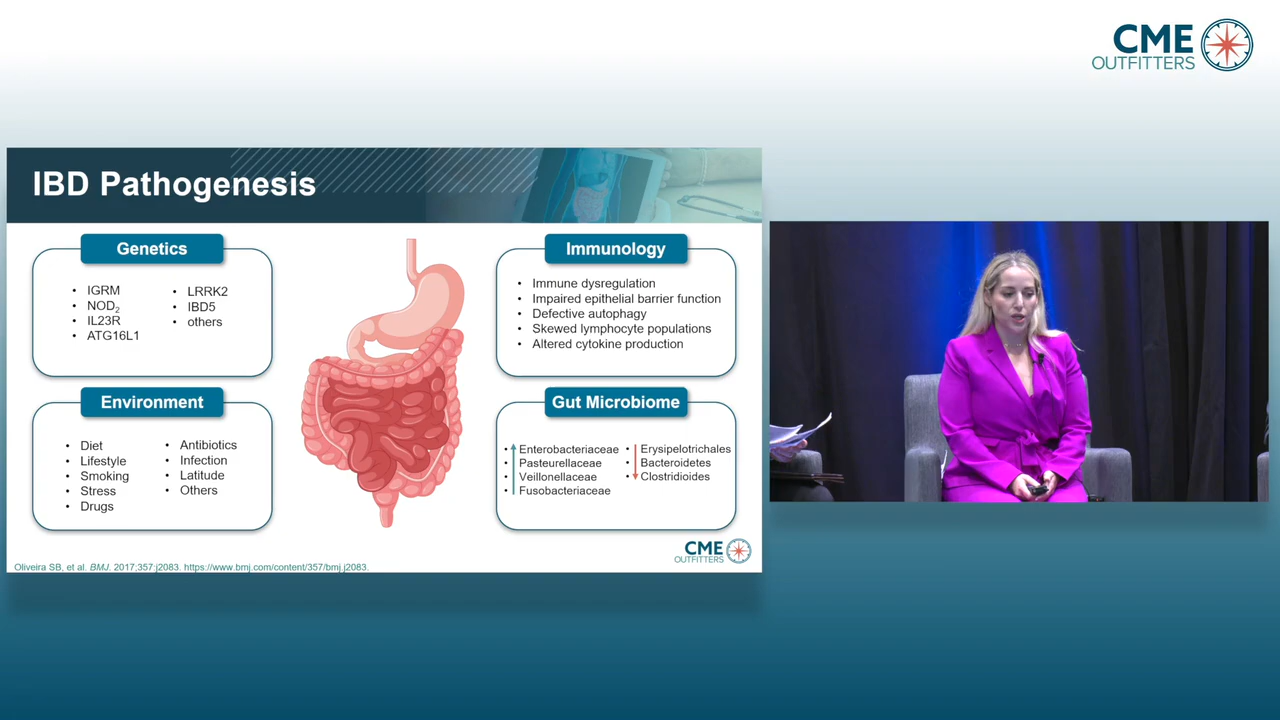 CME
OUTFITTERS
IBD Pathogenesis
Genetics
• IGRM
• NOD2
• IL23R
• ATG16L1
• LRRK2
• IBD5
• others
Immunology
• Immune dysregulation
• Impaired epithelial barrier function
• Defective autophagy
• Skewed lymphocyte populations
• Altered cytokine production
Environment
• Diet
• Lifestyle
• Smoking
• Stress
• Drugs
• Antibiotics
• Infection
• Latitude
• Others
Gut Microbiome
• Enterobacteriaceae
• Pasteurellaceae
• Veillonellaceae
• Fusobacteriaceae
• Erysipelotrichales
• Bacteroidetes
• Clostridioides
CME
OUTFITTERS
Oliveira SB, et al. BMJ. 2017;357:j2083. https://www.bmj.com/content/357/bmj.j2083.